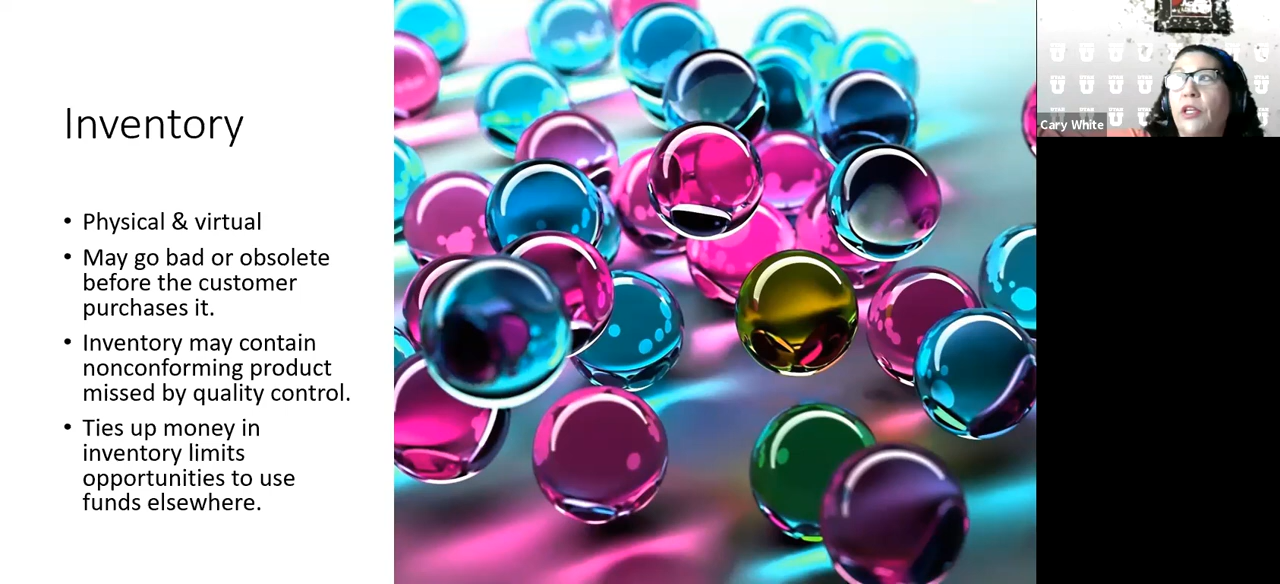 Inventory
• Physical & virtual
• May go bad or obsolete
before the customer
purchases it.
• Inventory may contain
nonconforming product
missed by quality control.
• Ties up money in
inventory limits
opportunities to use
funds elsewhere.
Cary White